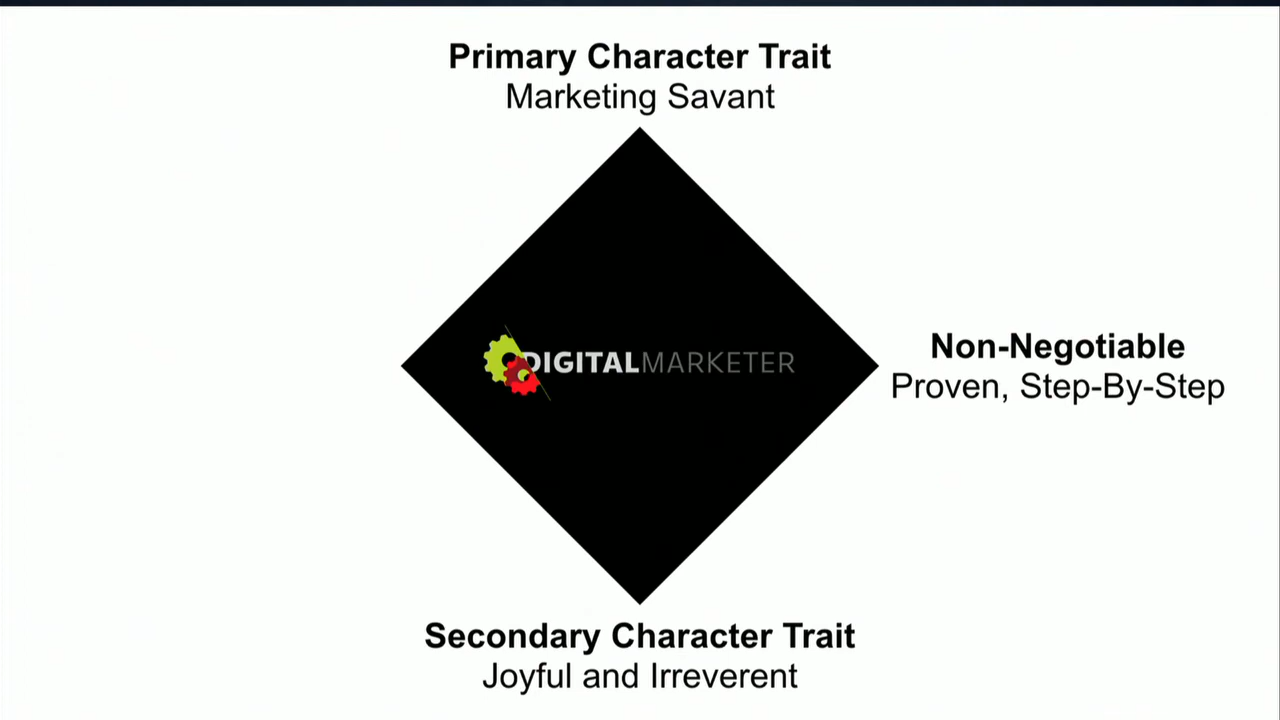 Primary Character Trait
Marketing Savant
DIGITALMARKETER
Non-Negotiable
Proven, Step-By-Step
Secondary Character Trait
Joyful and Irreverent